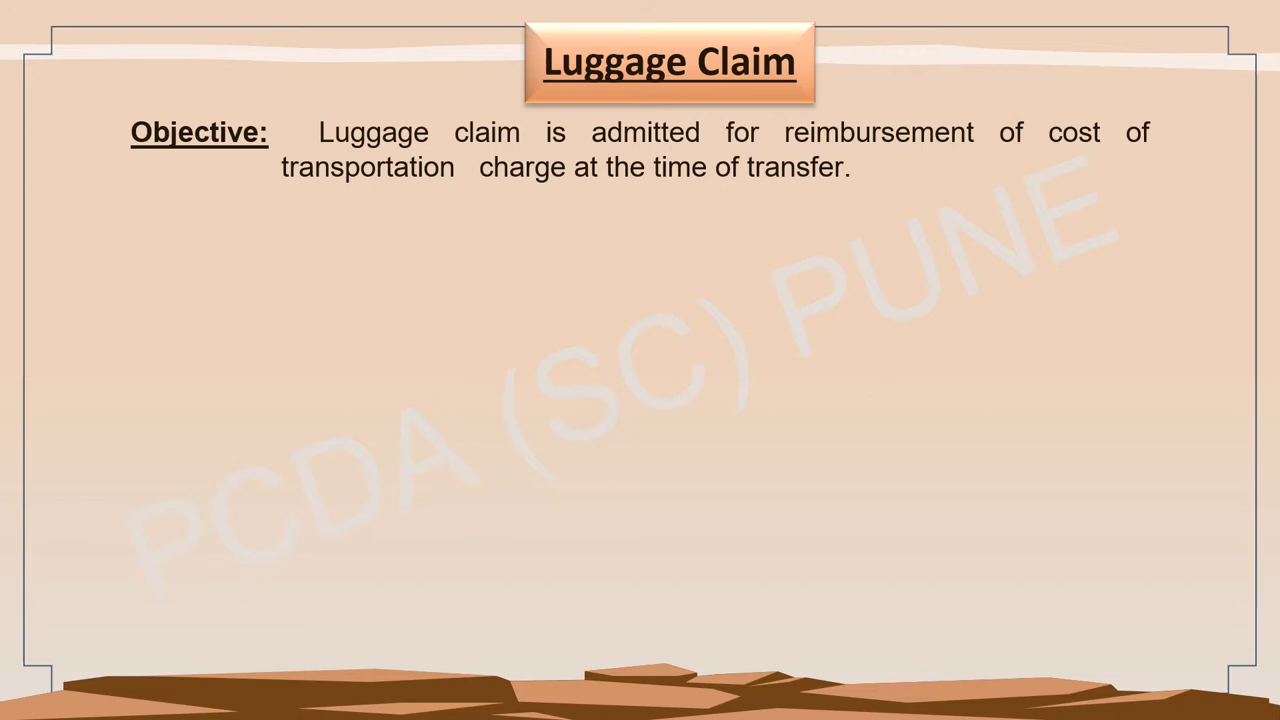 Luggage Claim
Objective: Luggage claim is admitted for reimbursement of cost of
transportation charge at the time of transfer.
PCDA (SC) PUNE